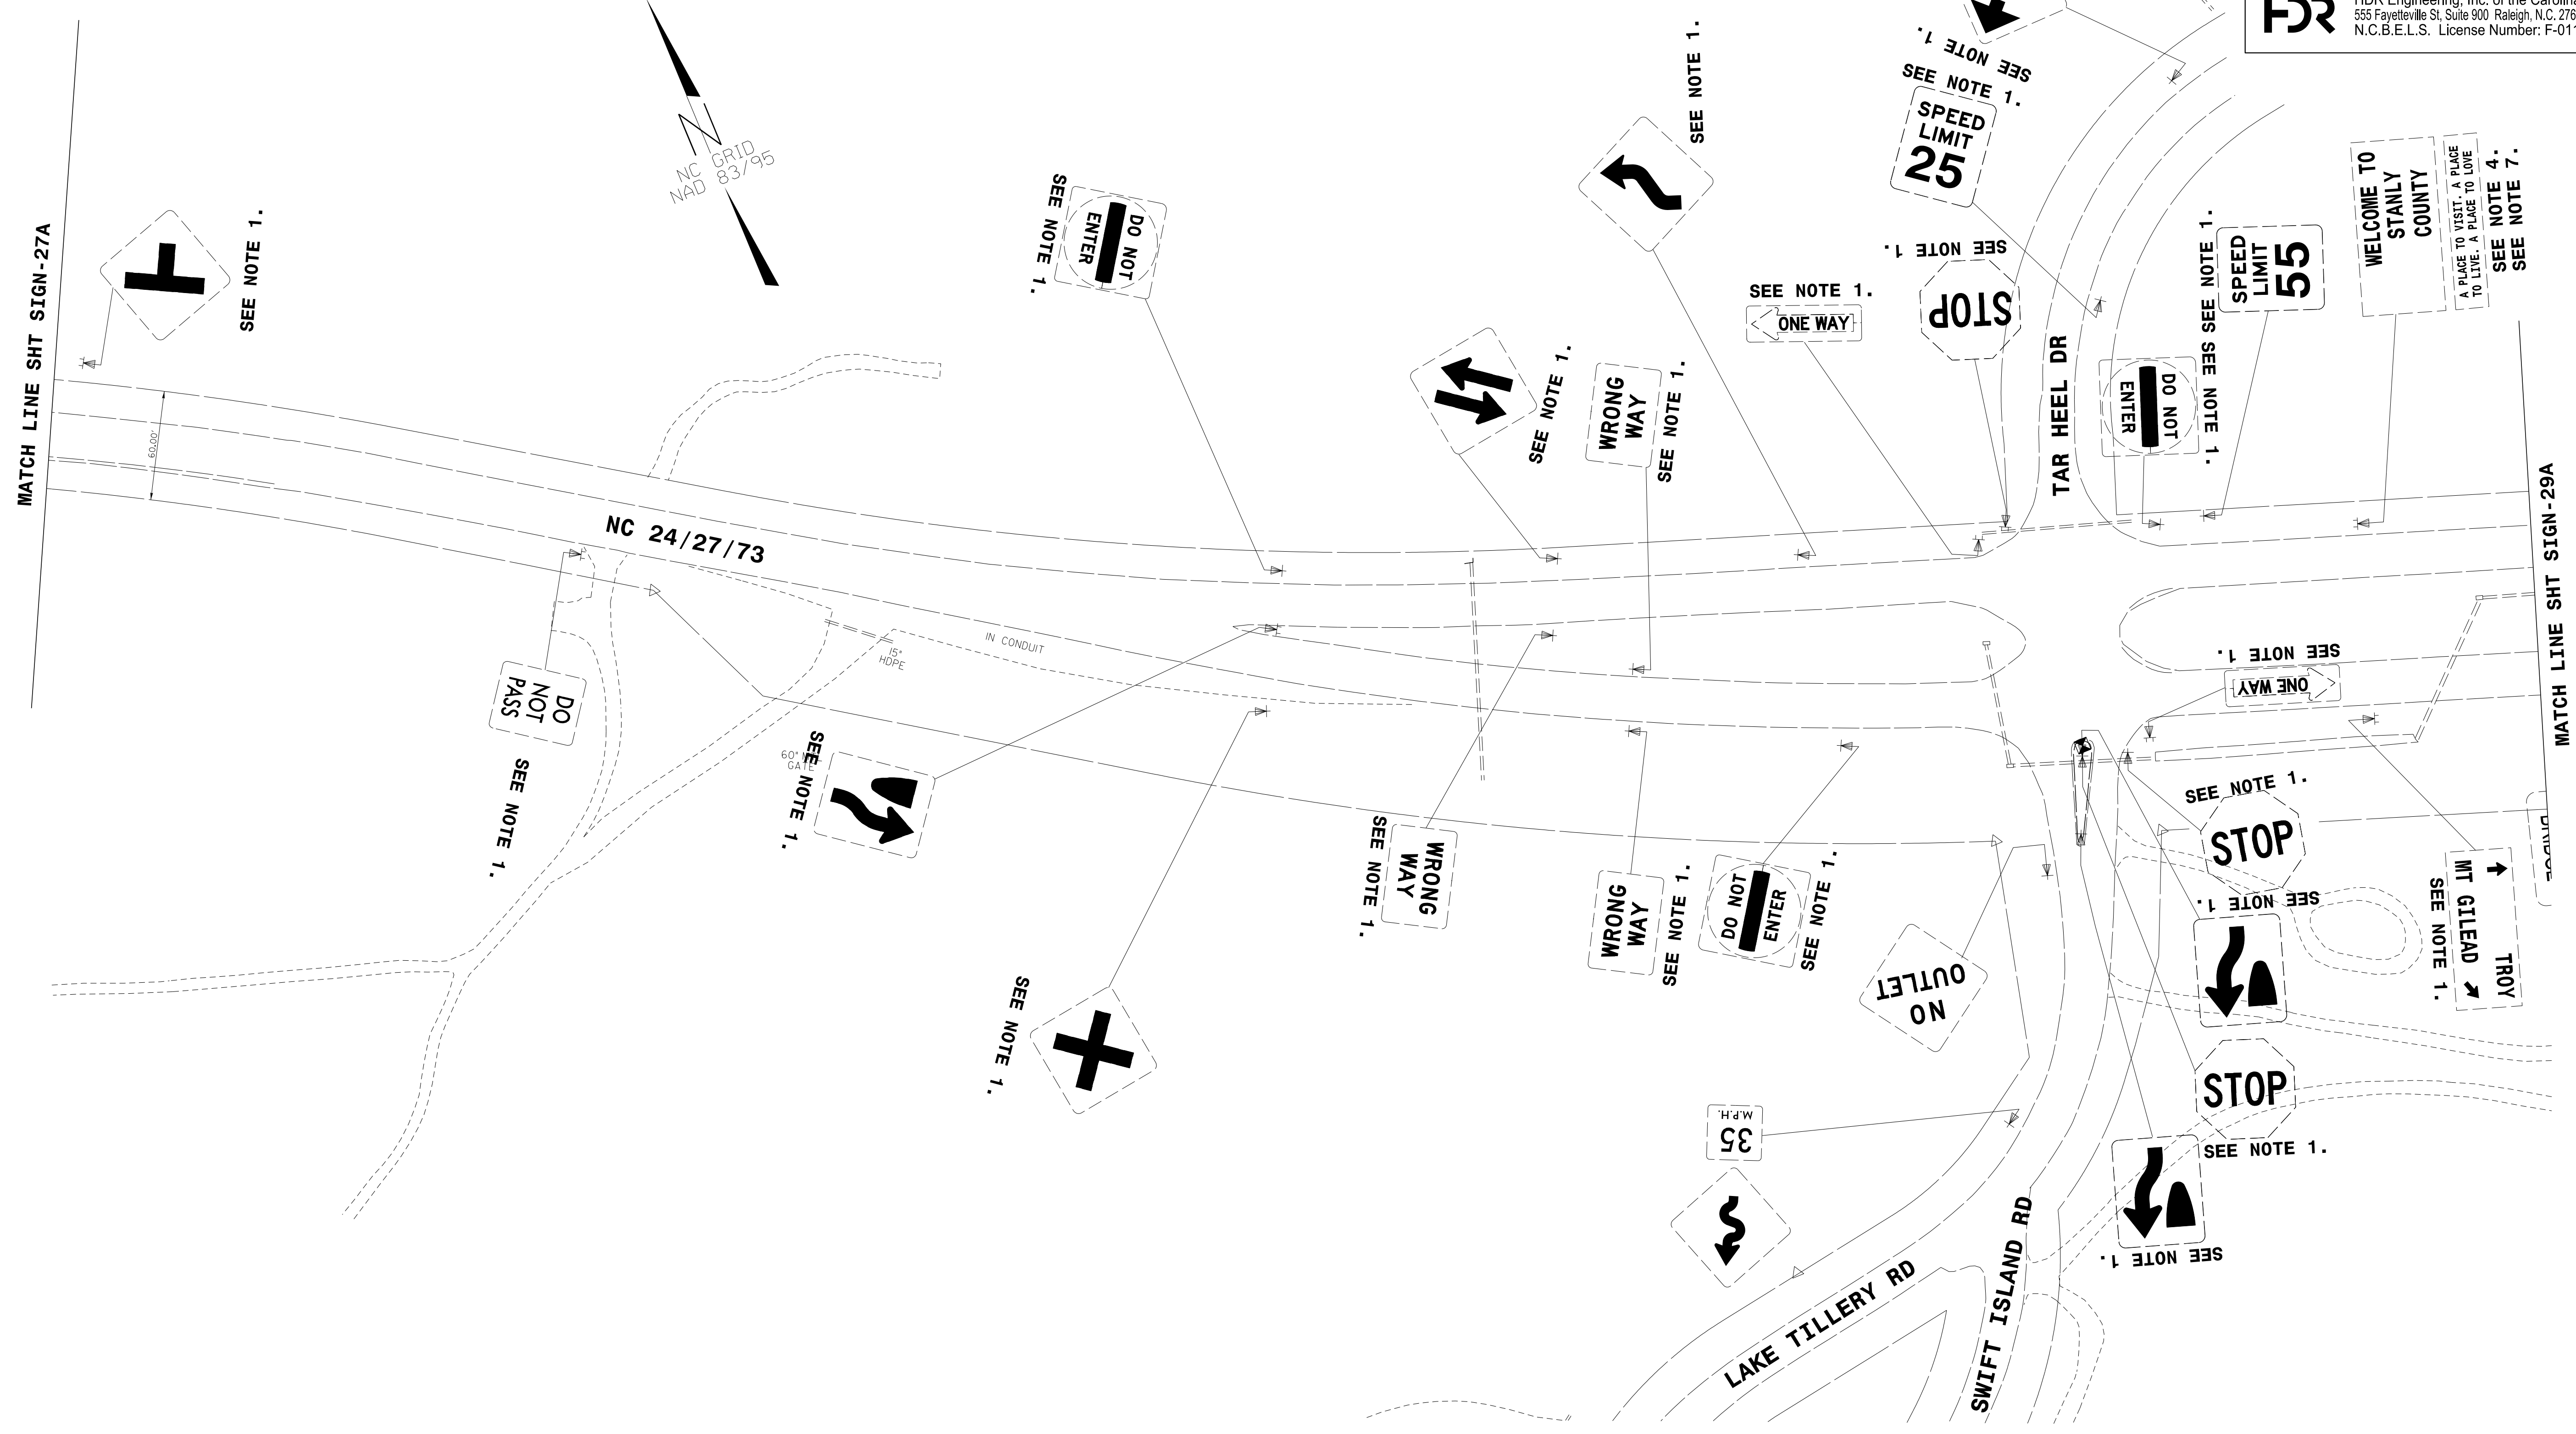 HDR Engineering, Inc. of the
555 Fayetteville St, Suite 900 Raleigh, N.C.
N.C.B.E.L.S. License Number:
MATCH LINE SHT SIGN-27A
SEE NOTE 1.
NC GRID
NAD 83/95
SEE NOTE 1.
DO NOT
ENTER
SEE NOTE 1.
SEE NOTE 1.
SEE NOTE 1.
SPEED
LIMIT
25
SEE NOTE 1.
STOP
SEE NOTE 1.
ONE WAY
SEE NOTE 1.
WRONG
WAY
SEE NOTE 1.
TAR HEEL DR
DO NOT
ENTER
SEE NOTE 1.
SEE NOTE 1.
SPEED
LIMIT
55
WELCOME TO
STANLY
COUNTY
A PLACE TO VISIT. A PLACE
TO LIVE. A PLACE TO LOVE
SEE NOTE 4.
SEE NOTE 7.
MATCH LINE SHT SIGN-29A
60.00'
NC 24/27/73
IN CONDUIT
15"
HDPE
DO
NOT
PASS
SEE NOTE 1.
60"
GATE
SEE NOTE 1.
SEE NOTE 1.
WRONG
WAY
SEE NOTE 1.
WRONG
WAY
SEE NOTE 1.
DO NOT
ENTER
SEE NOTE 1.
NO
OUTLET
SEE NOTE 1.
ONE WAY
SEE NOTE 1.
STOP
SEE NOTE 1.
MT GILEAD
TROY
SEE NOTE 1.
STOP
SEE NOTE 1.
SEE NOTE 1.
35
M.P.H.
LAKE TILLERY RD
SWIFT ISLAND RD